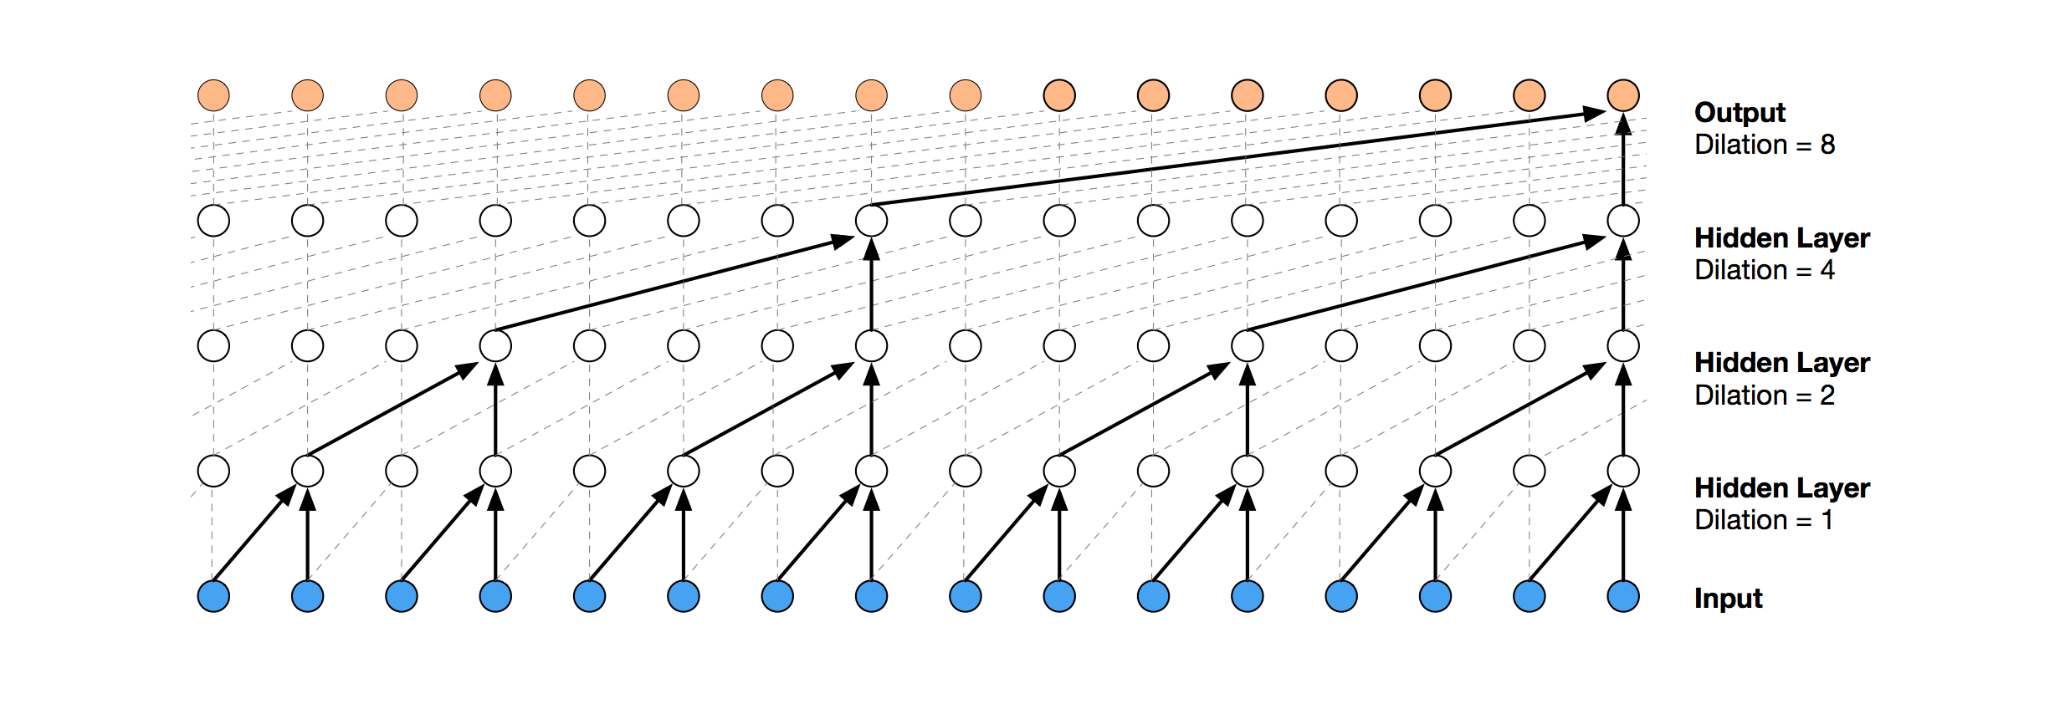 Output
Dilation = 8
Hidden Layer
Dilation = 4
Hidden Layer
Dilation = 2
Hidden Layer
Dilation = 1
Input